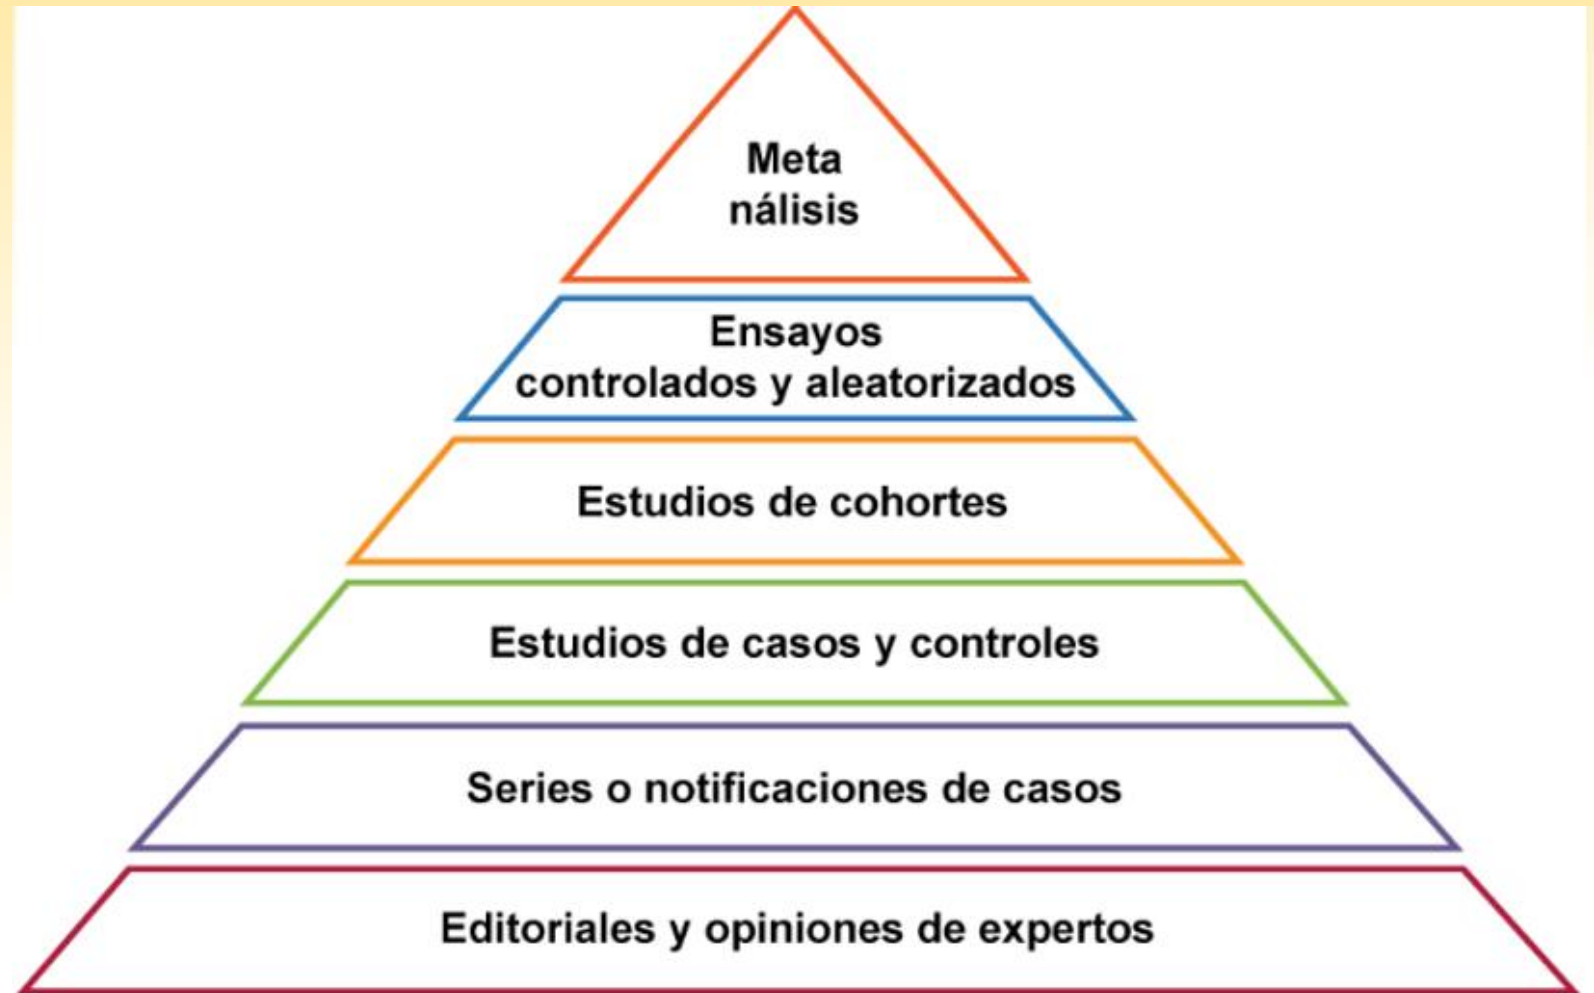 Meta
nálisis
Ensayos
controlados y aleatorizados
Estudios de cohortes
Estudios de casos y controles
Series o notificaciones de casos
Editoriales y opiniones de expertos